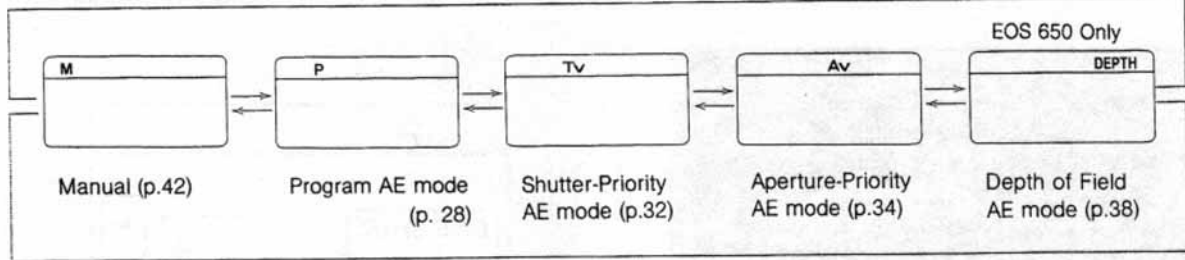 EOS 650 Only
M
P
Tv
Av
DEPTH
Manual (p.42)
Program AE mode
(p. 28)
Shutter-Priority
AE mode (p.32)
Aperture-Priority
AE mode (p.34)
Depth of Field
AE mode (p.38)